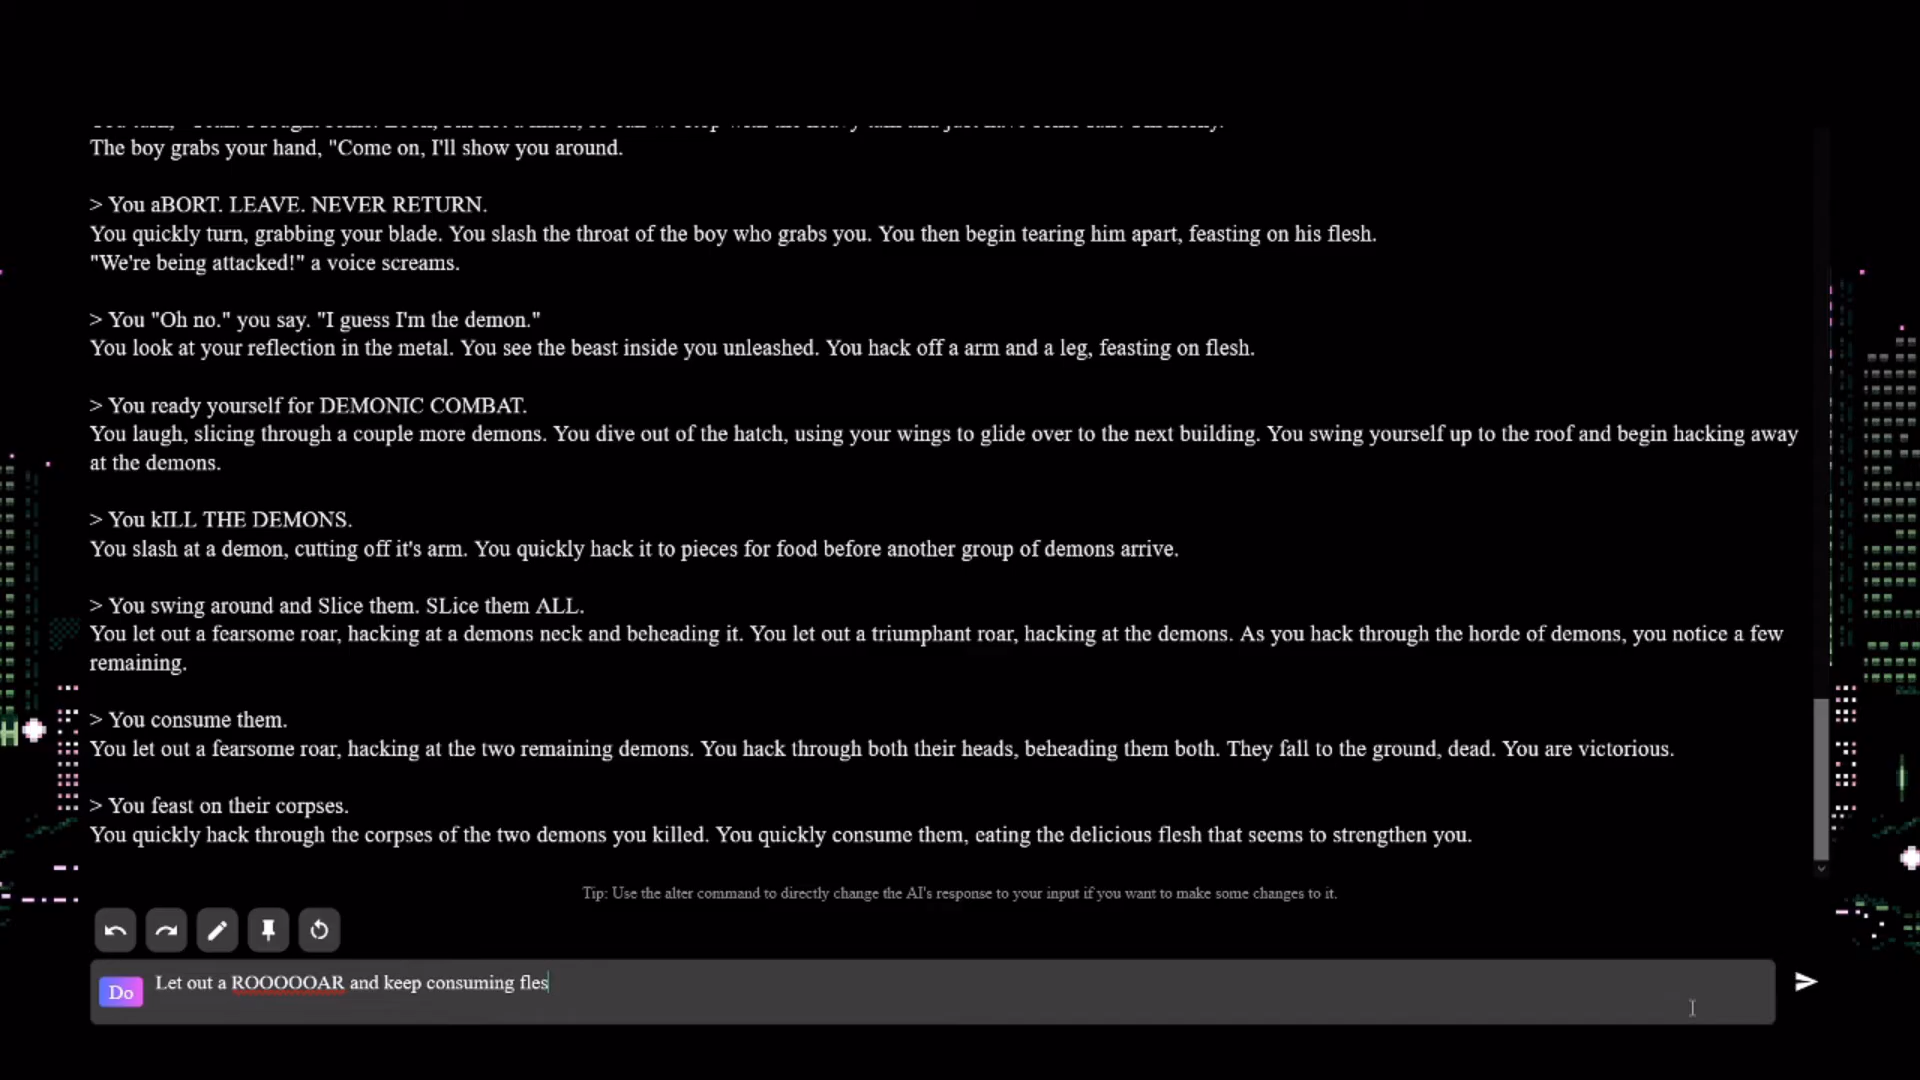 The boy grabs your hand, "Come on, I'll show you around.
> You aBORT. LEAVE. NEVER RETURN.
You quickly turn, grabbing your blade. You slash the throat of the boy who grabs you. You then begin tearing him apart, feasting on his flesh.
"We're being attacked!" a voice screams.
> You "Oh no." you say. "I guess I'm the demon."
You look at your reflection in the metal. You see the beast inside you unleashed. You hack off a arm and a leg, feasting on flesh.
> You ready yourself for DEMONIC COMBAT.
You laugh, slicing through a couple more demons. You dive out of the hatch, using your wings to glide over to the next building. You swing yourself up to the roof and begin hacking away
at the demons.
> You kILL THE DEMONS.
You slash at a demon, cutting off it's arm. You quickly hack it to pieces for food before another group of demons arrive.
> You swing around and Slice them. SLice them ALL.
You let out a fearsome roar, hacking at a demons neck and beheading it. You let out a triumphant roar, hacking at the demons. As you hack through the horde of demons, you notice a few
remaining.
> You consume them.
You let out a fearsome roar, hacking at the two remaining demons. You hack through both their heads, beheading them both. They fall to the ground, dead. You are victorious.
> You feast on their corpses.
You quickly hack through the corpses of the two demons you killed. You quickly consume them, eating the delicious flesh that seems to strengthen you.
Tip: Use the alter command to directly change the AI's response to your input if you want to make some changes to it.
Do Let out a ROOOOOAR and keep consuming fles